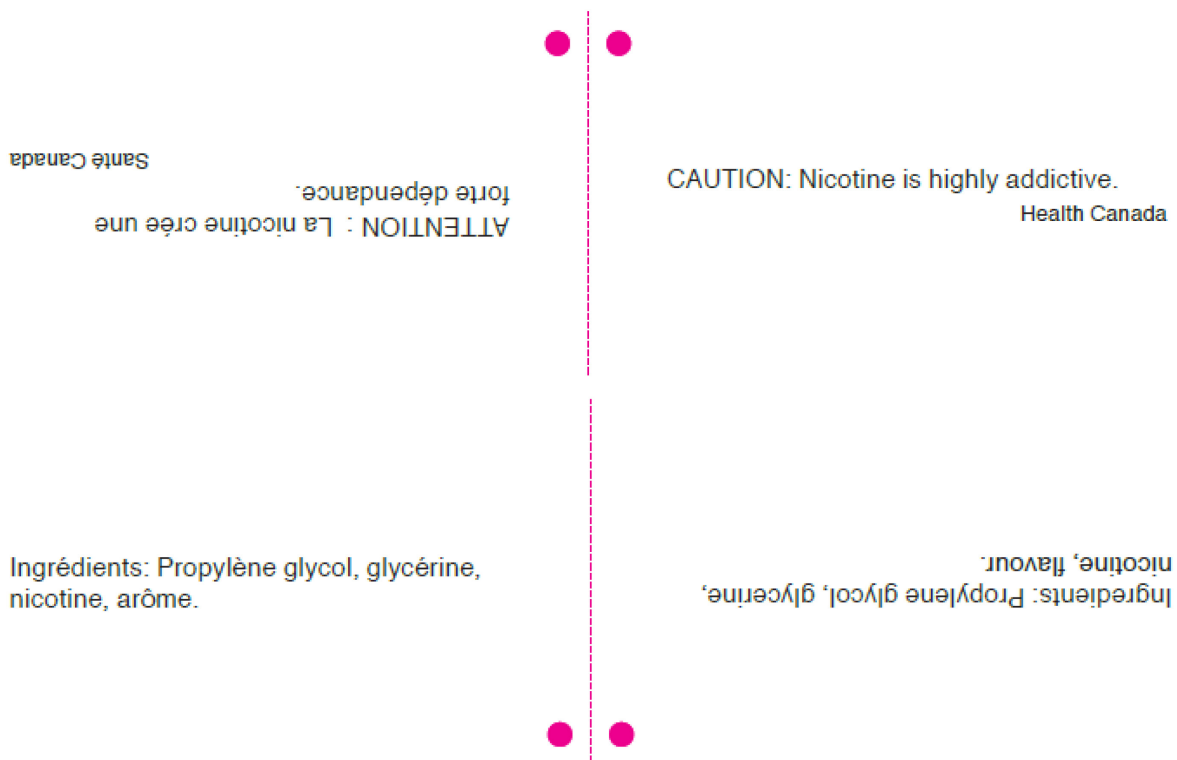 ATTENTION : La nicotine crée une
forte dépendance.
Santé Canada
CAUTION: Nicotine is highly addictive.
Health Canada
Ingrédients: Propylène glycol, glycérine,
nicotine, arôme.
Ingredients: Propylene glycol, glycerine,
nicotine, flavour.